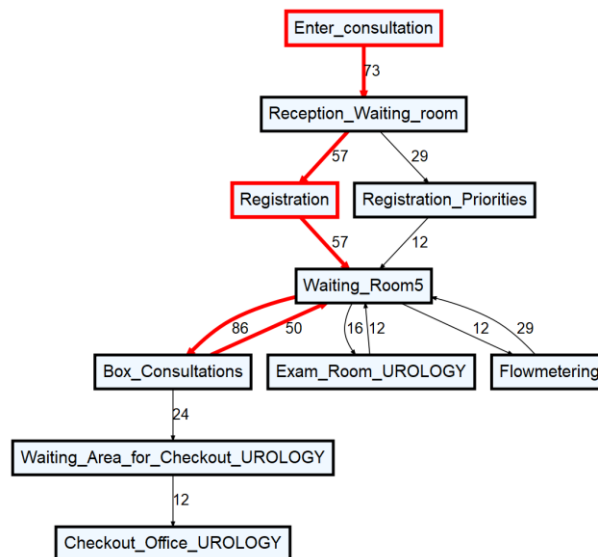 Enter_consultation
73
Reception_Waiting_room
57
29
Registration
Registration_Priorities
57
12
Waiting_Room5
86
50
16
12
12
29
Box_Consultations
Exam_Room_UROLOGY
Flowmetering
24
Waiting_Area_for_Checkout_UROLOGY
12
Checkout_Office_UROLOGY